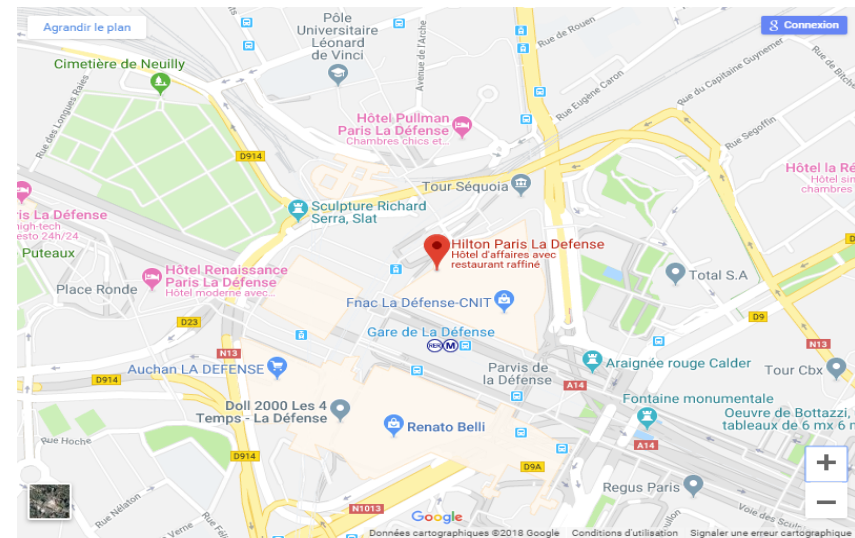 Agrandir le plan
Pôle
Universitaire
Léonard
de Vinci
Avenue de l'Arche
Rue de Rouen
Connexion
Cimetière de Neuilly
Rue des Longues Raies
Rue Eugène Caron
Rue du Capitaine Guynemer
Rue de Bitche
Hôtel Pullman
Paris La Défense
Chambres chics et...
Rue Segoffin
D914
Tour Séquoia
Hôtel la Ré
Hôtel sin
chambres
Sculpture Richard
Serra, Slat
ris La Défense
high-tech
esto 24h/24
Puteaux
Hilton Paris La Defense
Hôtel d'affaires avec
restaurant raffiné
Hôtel Renaissance
Paris La Défense
Hôtel moderne avec...
Place Ronde
Total S.A
Fnac La Défense-CNIT
D23
D9
Gare de La Défense
RER M
N13
N13
Auchan LA DEFENSE
D914
Parvis de
la Défense
Araignée rouge Calder
Tour Cbx
A14
Doll 2000 Les 4
Temps - La Défense
Fontaine monumentale
Oeuvre de Bottazzi,
tableaux de 6 mx 6 m
Renato Belli
Rue Hoche
D914
A14
D9A
Regus Paris
Rue Nélaton
N1013
Google
Données cartographiques ©2018 Google
Conditions d'utilisation
Signaler une erreur cartographique